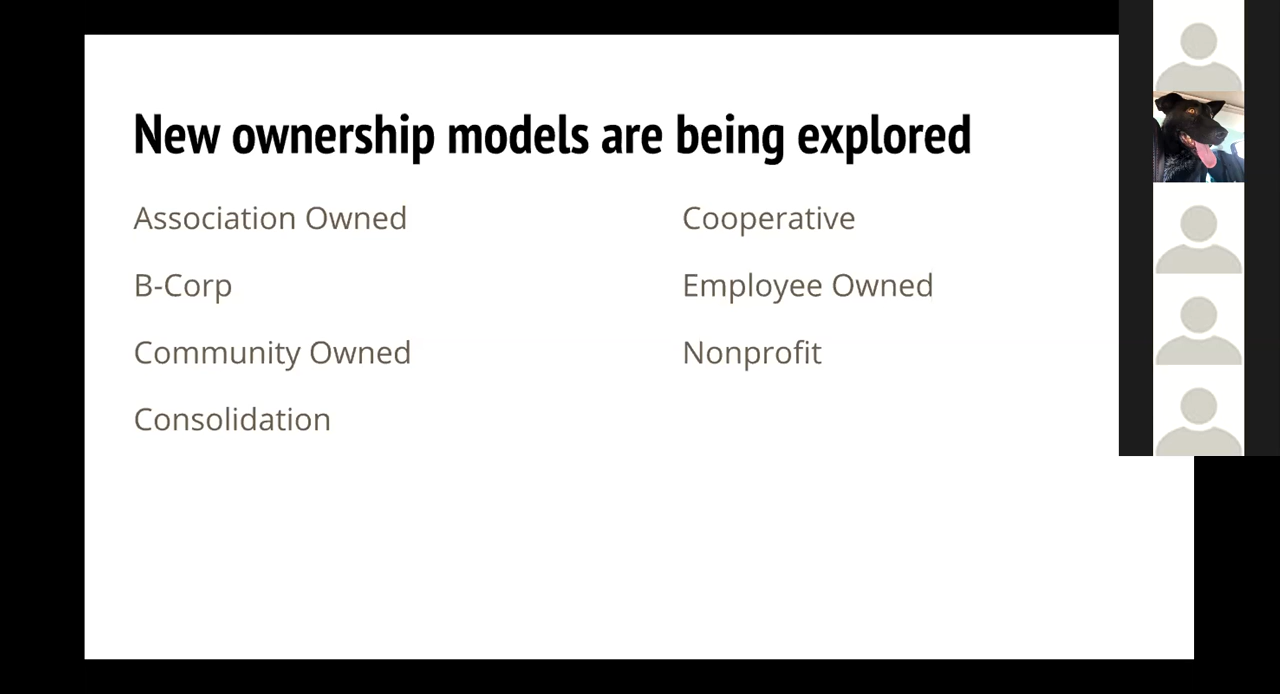 New ownership models are being explored
Association Owned
B-Corp
Community Owned
Consolidation
Cooperative
Employee Owned
Nonprofit